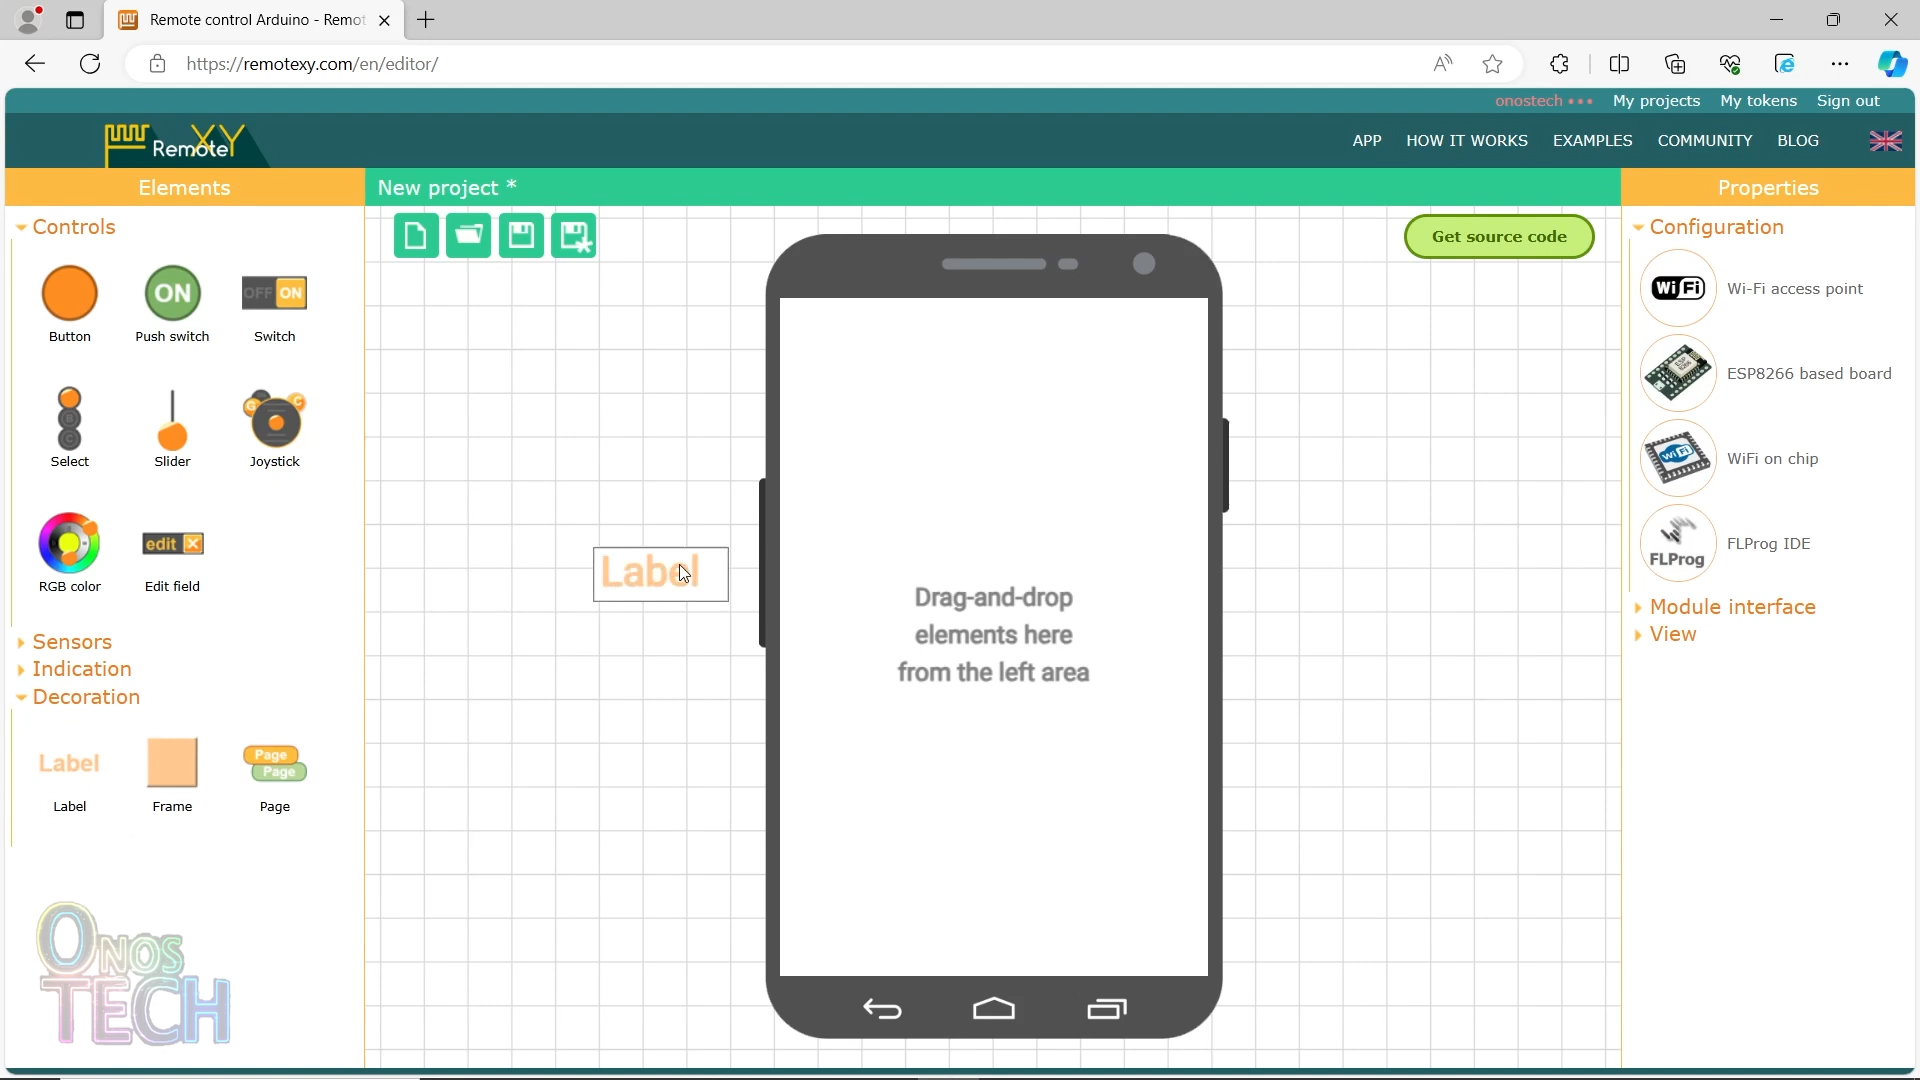 Remote control Arduino - Remot
https://remotexy.com/en/editor/
onostech
My projects
My tokens
Sign out
RemoteXY
APP
HOW IT WORKS
EXAMPLES
COMMUNITY
BLOG
Elements
New project *
Properties
Controls
Button
ON
Push switch
OFF ON
Switch
B
C
Select
Slider
G
C
Joystick
RGB color
edit
Edit field
Sensors
Indication
Decoration
Label
Label
Frame
Page
Page
Page
Label
Get source code
Drag-and-drop
elements here
from the left area
Configuration
WiFi
Wi-Fi access point
ESP8266 based board
WiFi
WiFi on chip
FLProg
FLProg IDE
Module interface
View
ONOS
TECH